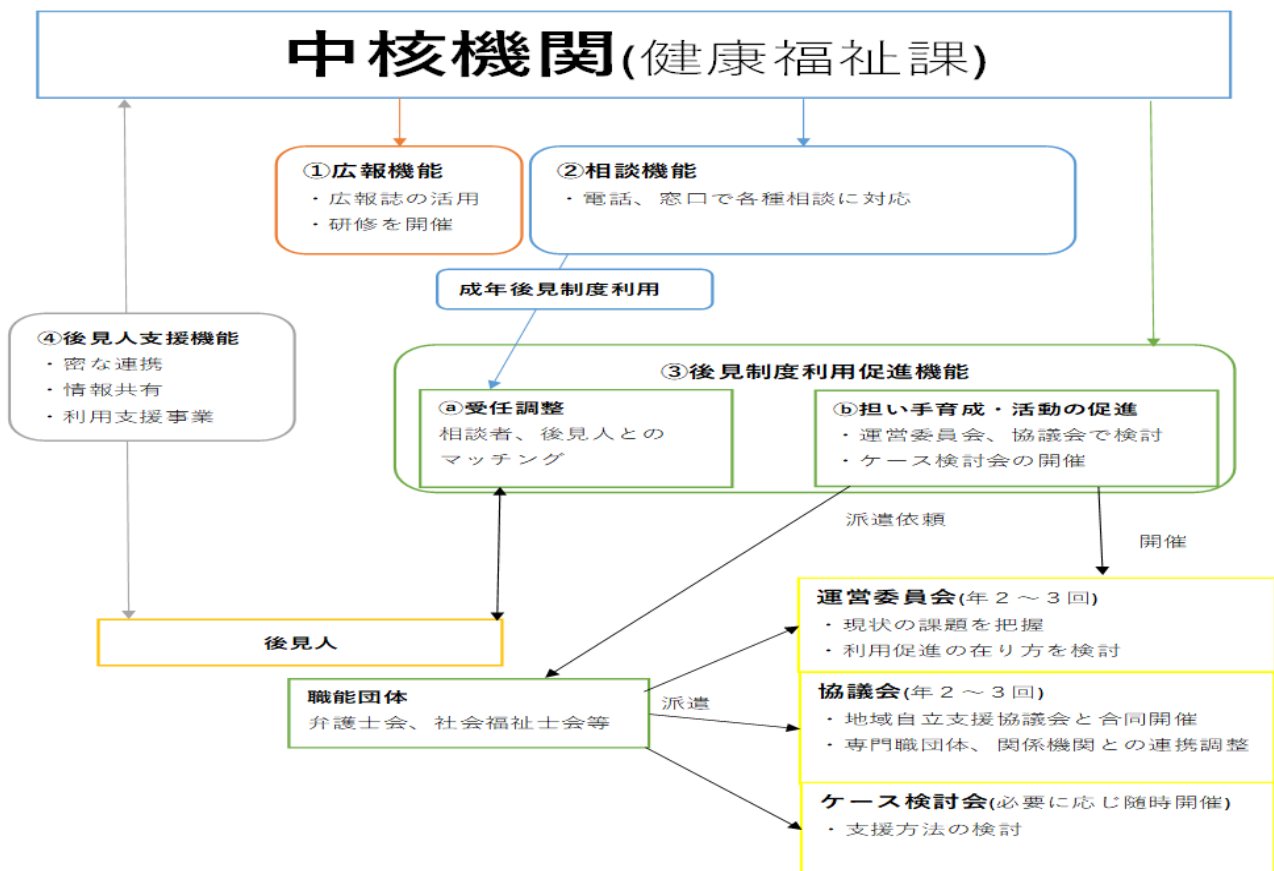 中核機関(健康福祉課)
①広報機能
・広報誌の活用
・研修を開催
②相談機能
・電話、窓口で各種相談に対応
成年後見制度利用
④後見人支援機能
・密な連携
・情報共有
・利用支援事業
③後見制度利用促進機能
ⓐ受任調整
相談者、後見人との
マッチング
ⓑ担い手育成・活動の促進
・運営委員会、協議会で検討
・ケース検討会の開催
派遣依頼
開催
後見人
職能団体
弁護士会、社会福祉士会等
派遣
運営委員会(年2～3回)
・現状の課題を把握
・利用促進の在り方を検討
協議会(年2～3回)
・地域自立支援協議会と合同開催
・専門職団体、関係機関との連携調整
ケース検討会(必要に応じ随時開催)
・支援方法の検討